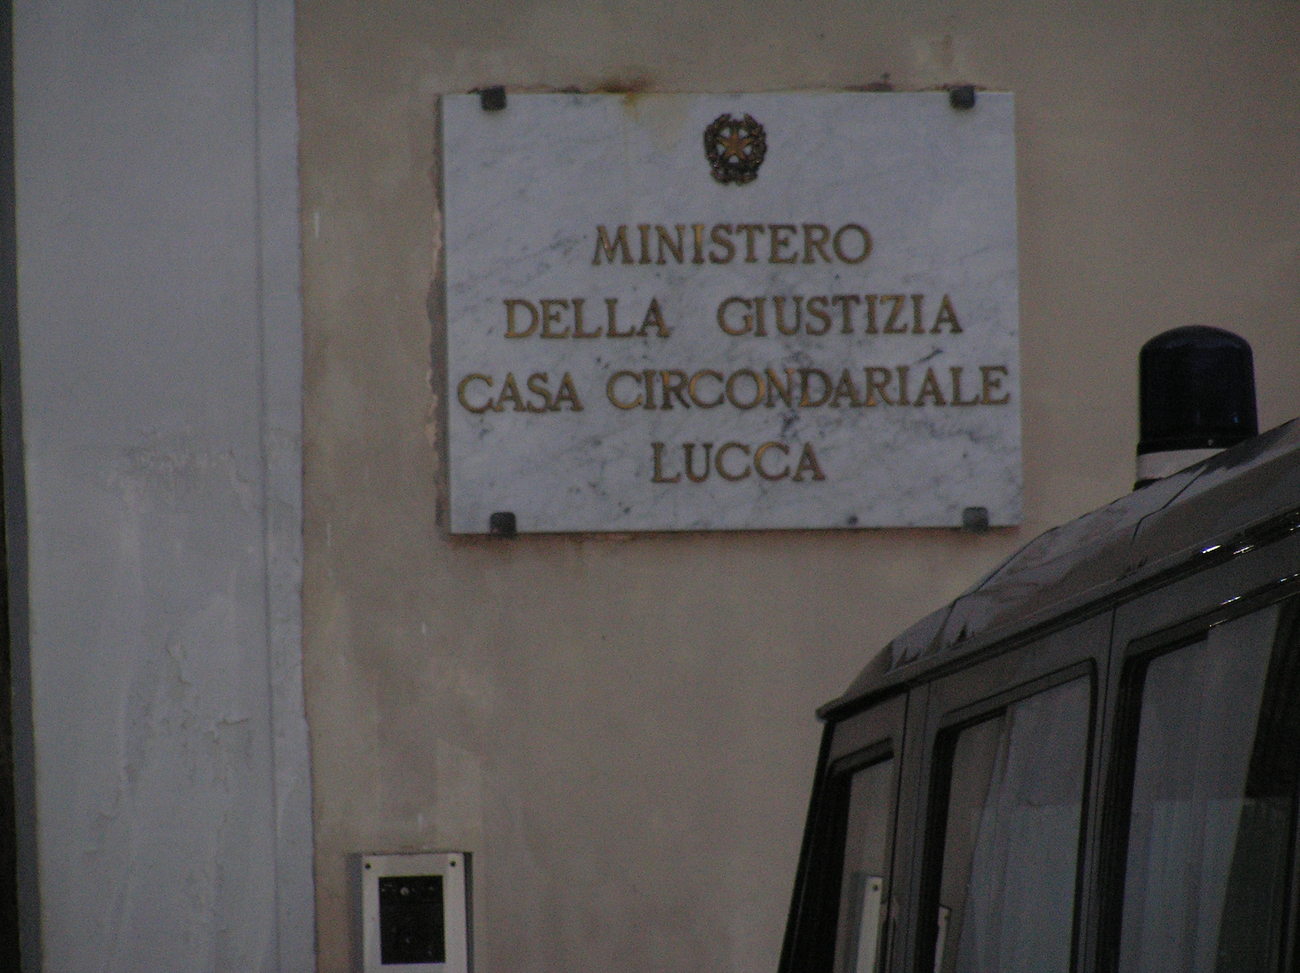 MINISTERO
DELLA GIUSTIZIA
CASA CIRCONDARIALE
LUCCA